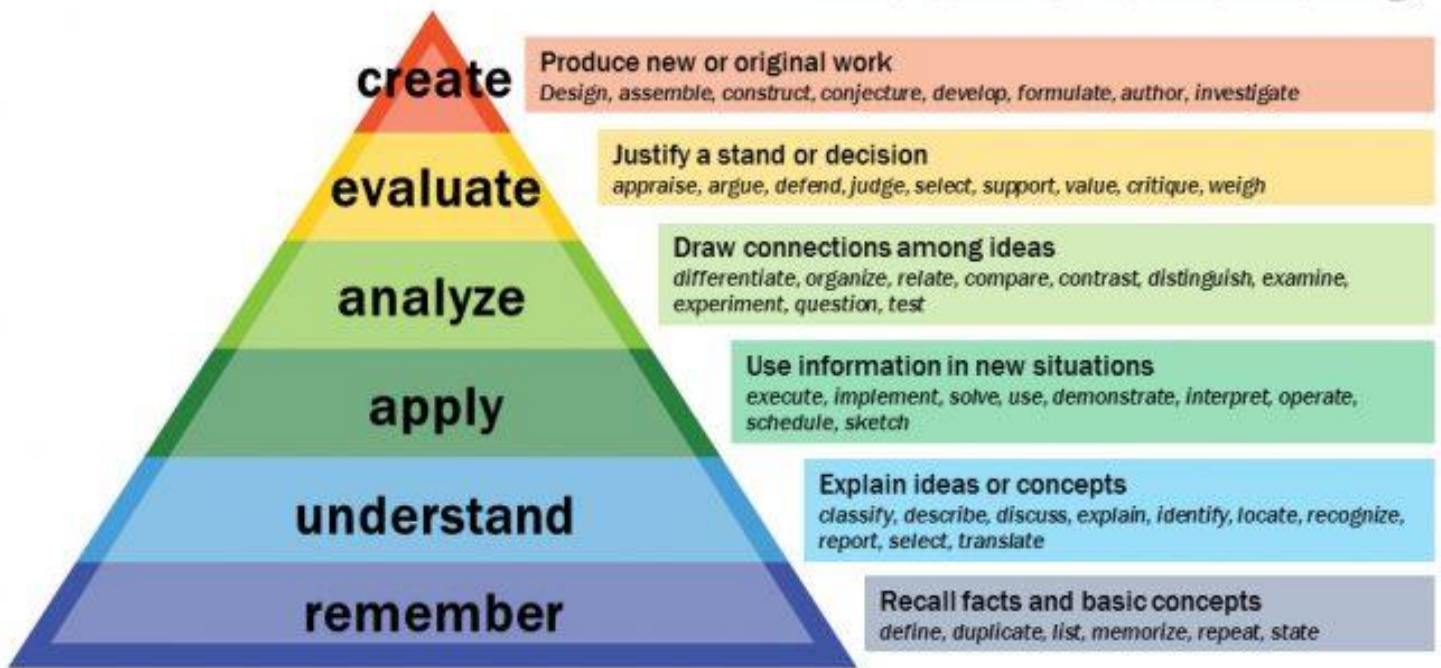 create
Produce new or original work
Design, assemble, construct, conjecture, develop, formulate, author, investigate
evaluate
Justify a stand or decision
appraise, argue, defend, judge, select, support, value, critique, weigh
analyze
Draw connections among ideas
differentiate, organize, relate, compare, contrast, distinguish, examine,
experiment, question, test
apply
Use information in new situations
execute, implement, solve, use, demonstrate, interpret, operate,
schedule, sketch
understand
Explain ideas or concepts
classify, describe, discuss, explain, identify, locate, recognize,
report, select, translate
remember
Recall facts and basic concepts
define, duplicate, list, memorize, repeat, state